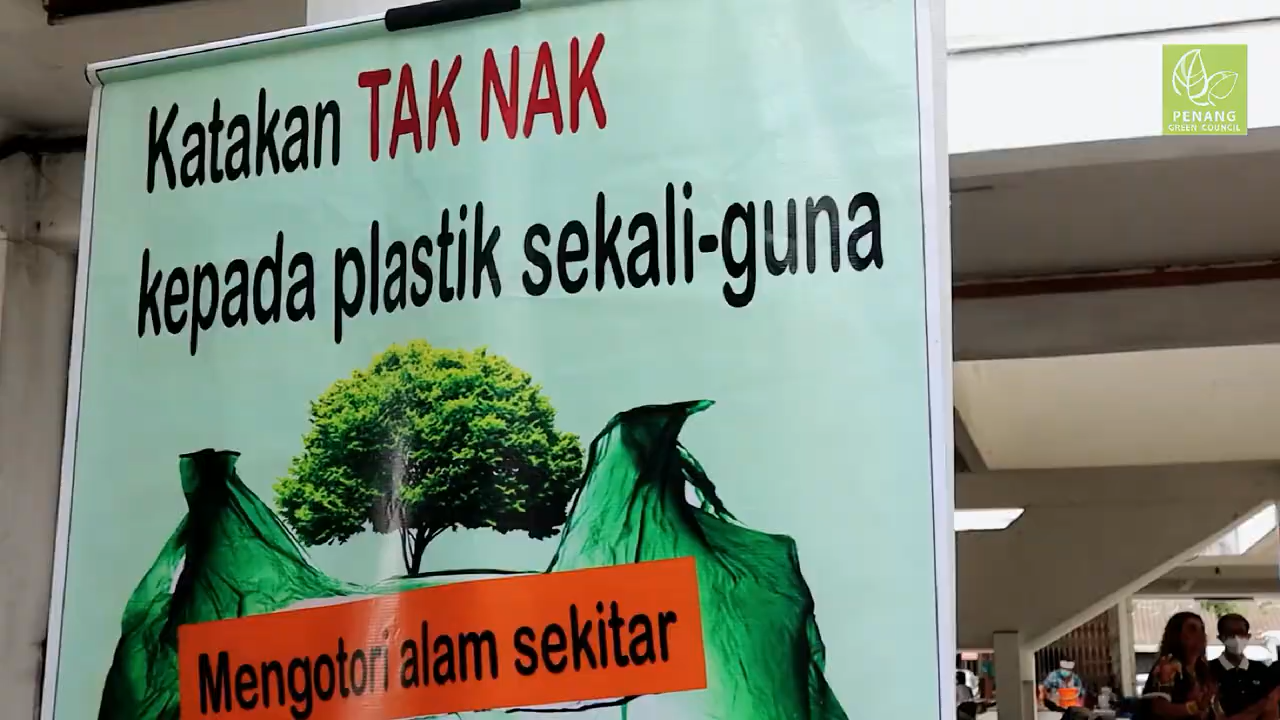 Katakan TAK NAK
kepada plastik sekali-guna
Mengotori alam sekitar
PENANG
GREEN COUNCIL